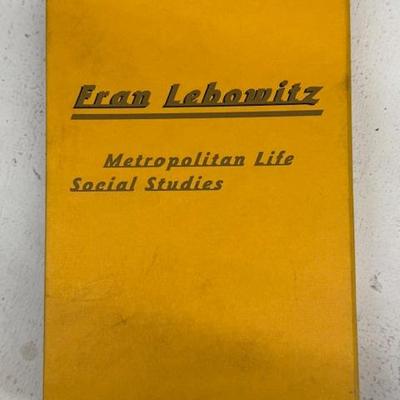 Fran Lebowitz
Metropolitan Life
Social Studies